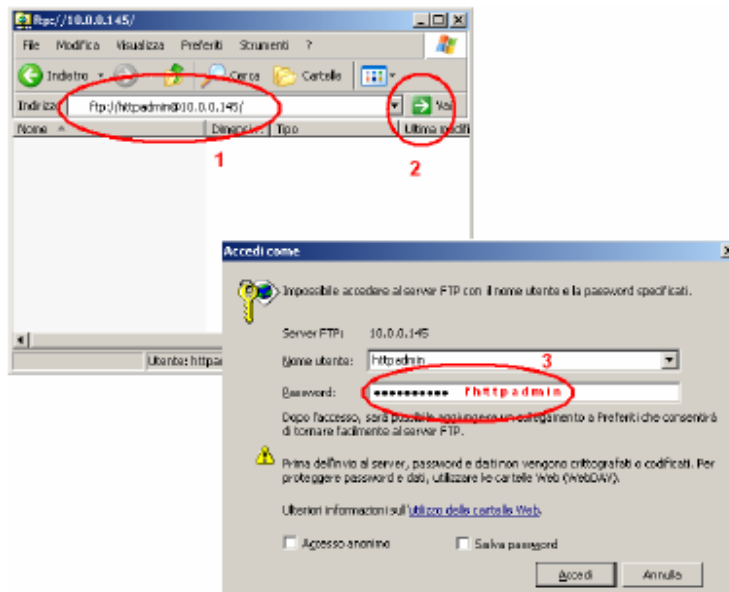 ftp://10.0.0.145/
File Modifica Visualizza Preferiti Strumenti ?
Indietro Cerca Cartelle
Indirizzo ftp://httpadmin@10.0.0.145/ Vai
Nome Dimensi... Tipo Ultima modifi
1
2
Utente: httpa
Accedi come
Impossibile accedere al server FTP con il nome utente e la password specificati.
Server FTP: 10.0.0.145
Nome utente: httpadmin
3
Password: •••••••••• fhttpadmin
Dopo l'accesso, sarà possibile aggiungere un collegamento a Preferiti che consentirà
di tornare facilmente al server FTP.
Prima dell'invio al server, password e dati non vengono crittografati o codificati. Per
proteggere password e dati, utilizzare le cartelle Web (WebDAV).
Ulteriori informazioni sull'utilizzo delle cartelle Web.
Accesso anonimo Salva password
Accedi Annulla